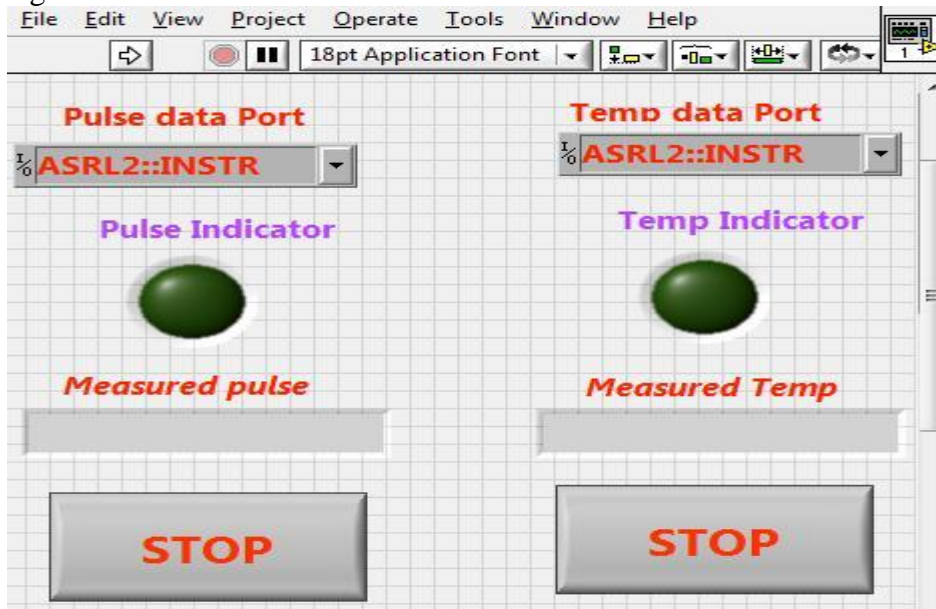 File Edit View Project Operate Tools Window Help
18pt Application Font
1
Pulse data Port
Temp data Port
I/O ASRL2::INSTR
I/O ASRL2::INSTR
Pulse Indicator
Temp Indicator
Measured pulse
Measured Temp
STOP
STOP